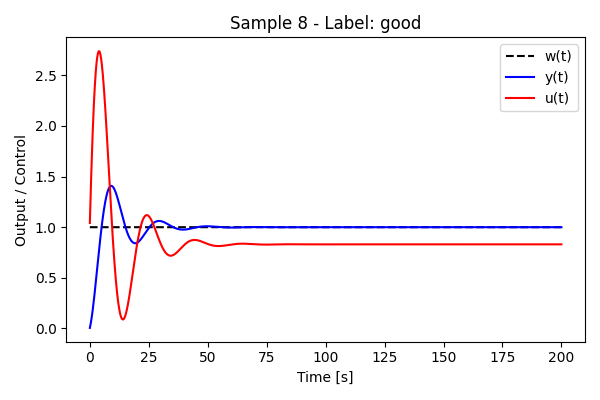 Sample 8 - Label: good
Output / Control
2.5
2.0
1.5
1.0
0.5
0.0
w(t)
y(t)
u(t)
0 25 50 75 100 125 150 175 200
Time [s]